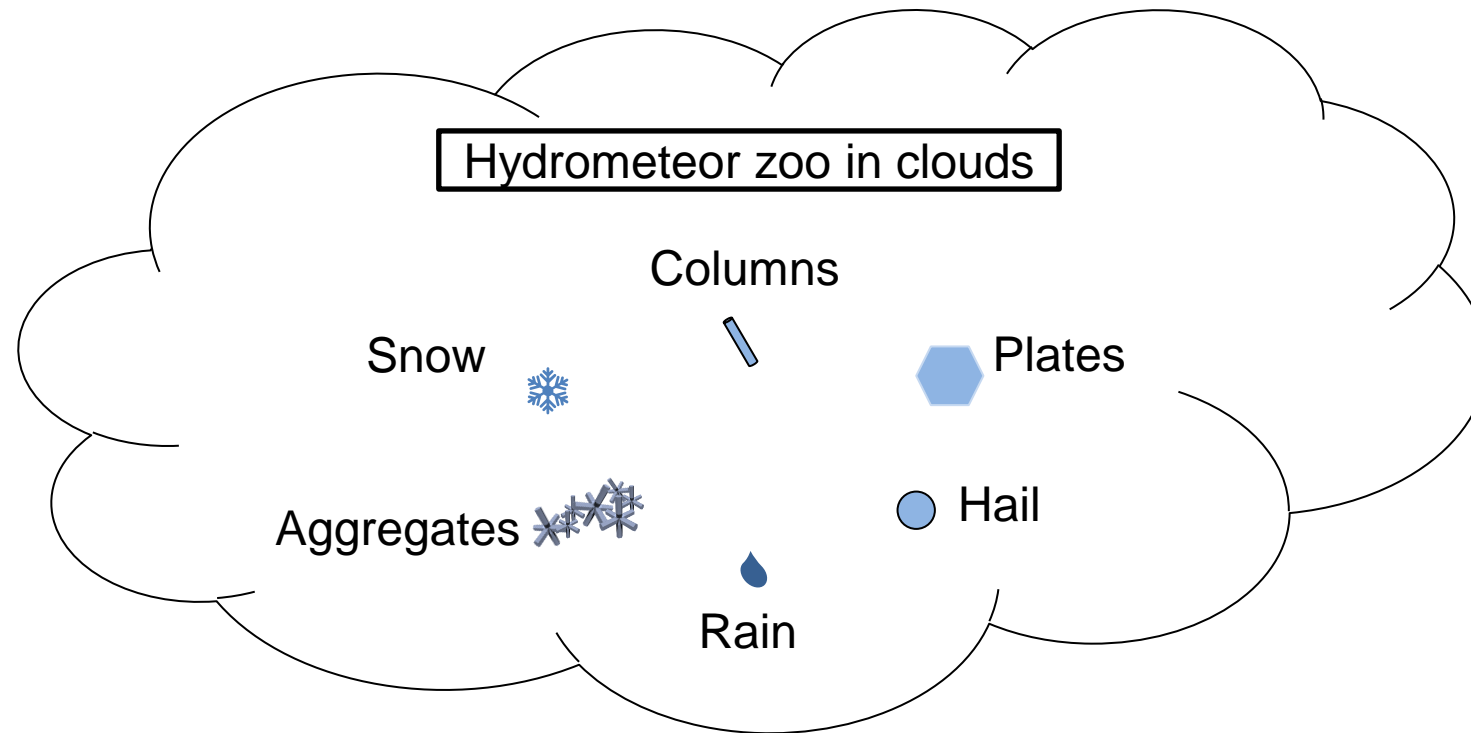 Hydrometeor zoo in clouds
Columns
Snow
Plates
Aggregates
Hail
Rain